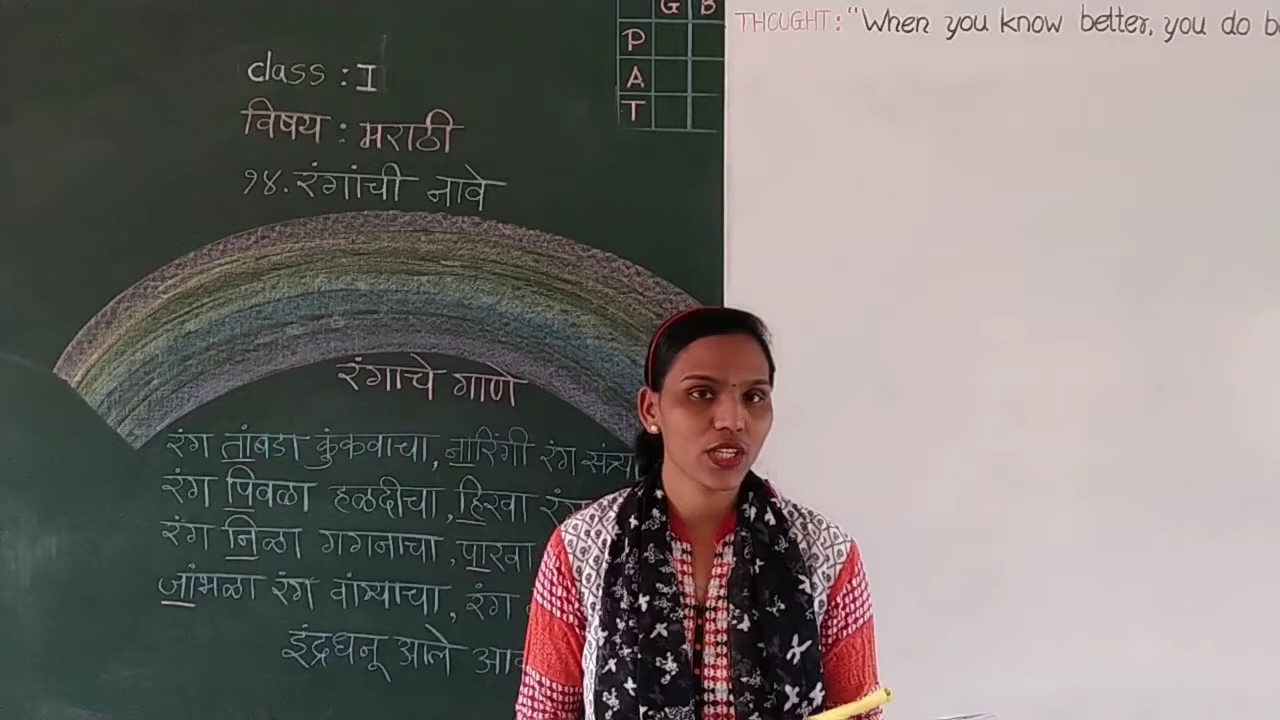 class : I
विषय : मराठी
१४. रंगांची नावे
रंगाचे गाणे
रंग तांबडा कुंकवाचा, नारिंगी रंग
रंग पिवळा हळदीचा, हिरवा
रंग निळा गगनाचा, पारवा
जांभळा रंग वांग्याचा, रंग
इंद्रधनू आले
G B
P
A
T
THOUGHT: "When you know better, you do